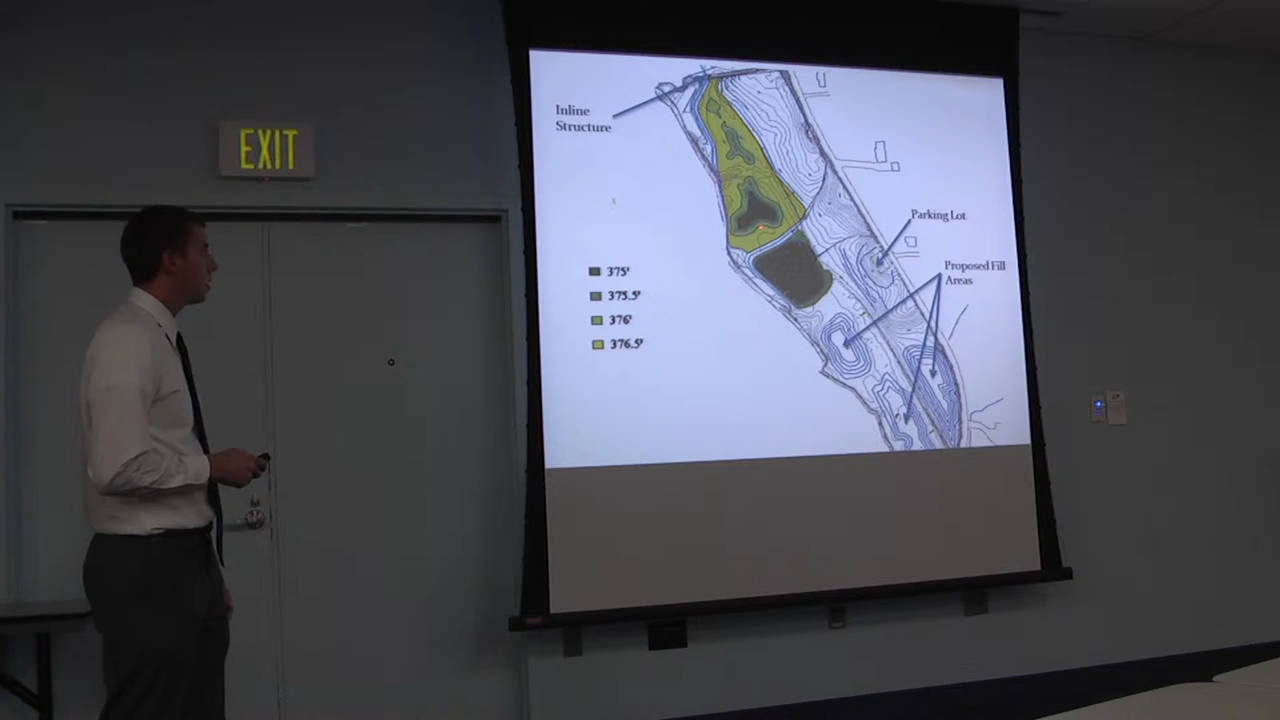 EXIT
Inline
Structure
Parking Lot
Proposed Fill
Areas
375'
375.5'
376'
376.5'